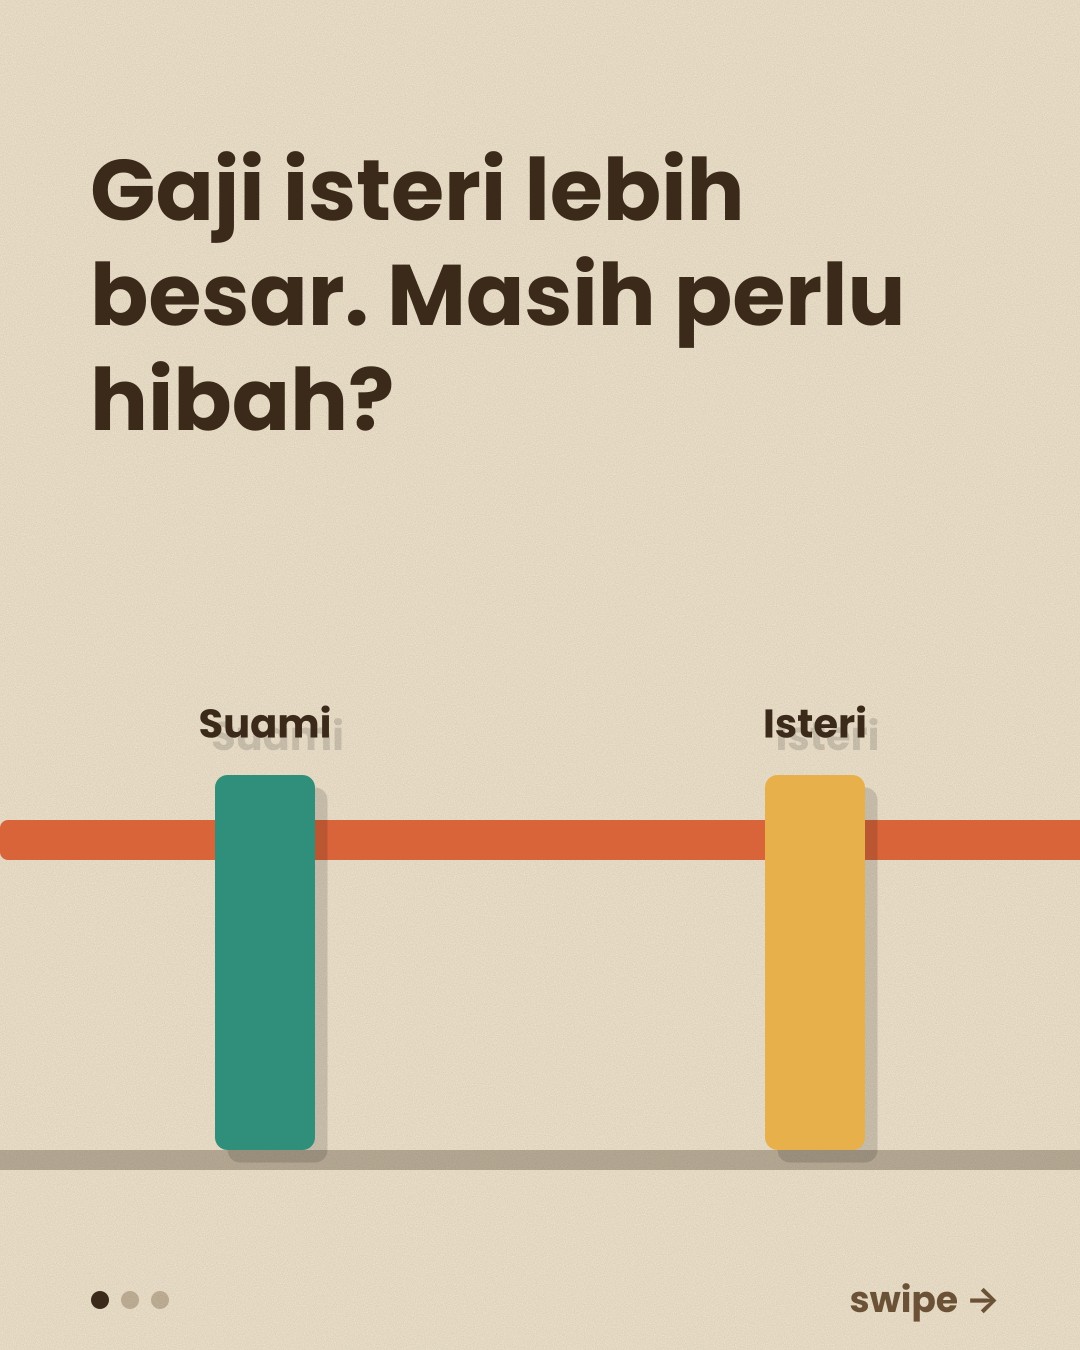 Gaji isteri lebih
besar. Masih perlu
hibah?
Suami
Isteri
swipe →